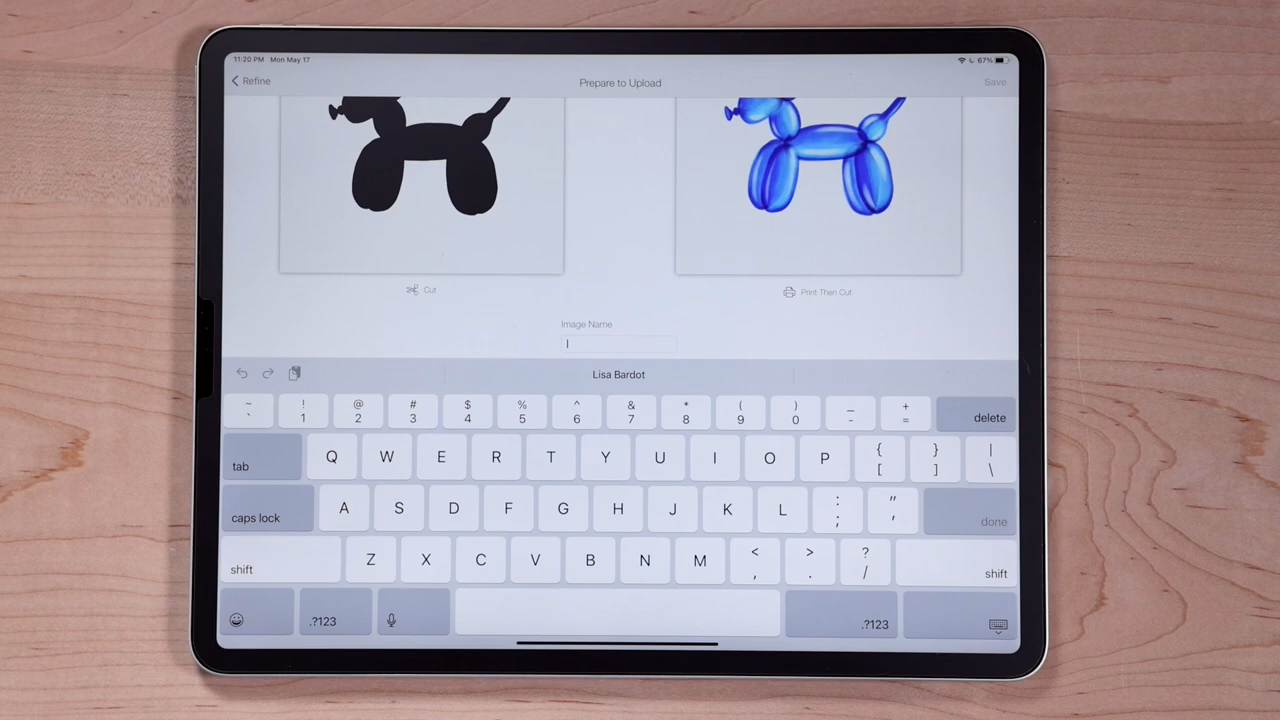 11:20 PM Mon May 17
67%
Refine
Prepare to Upload
Save
Cut
Print Then Cut
Image Name
Lisa Bardot
~ ! @ # $ % ^ & * ( ) _ +
` 1 2 3 4 5 6 7 8 9 0 - = delete
tab Q W E R T Y U I O P { [ } ] | \
caps lock A S D F G H J K L : ; " ' done
shift Z X C V B N M < , > . ? / shift
.?123 .?123